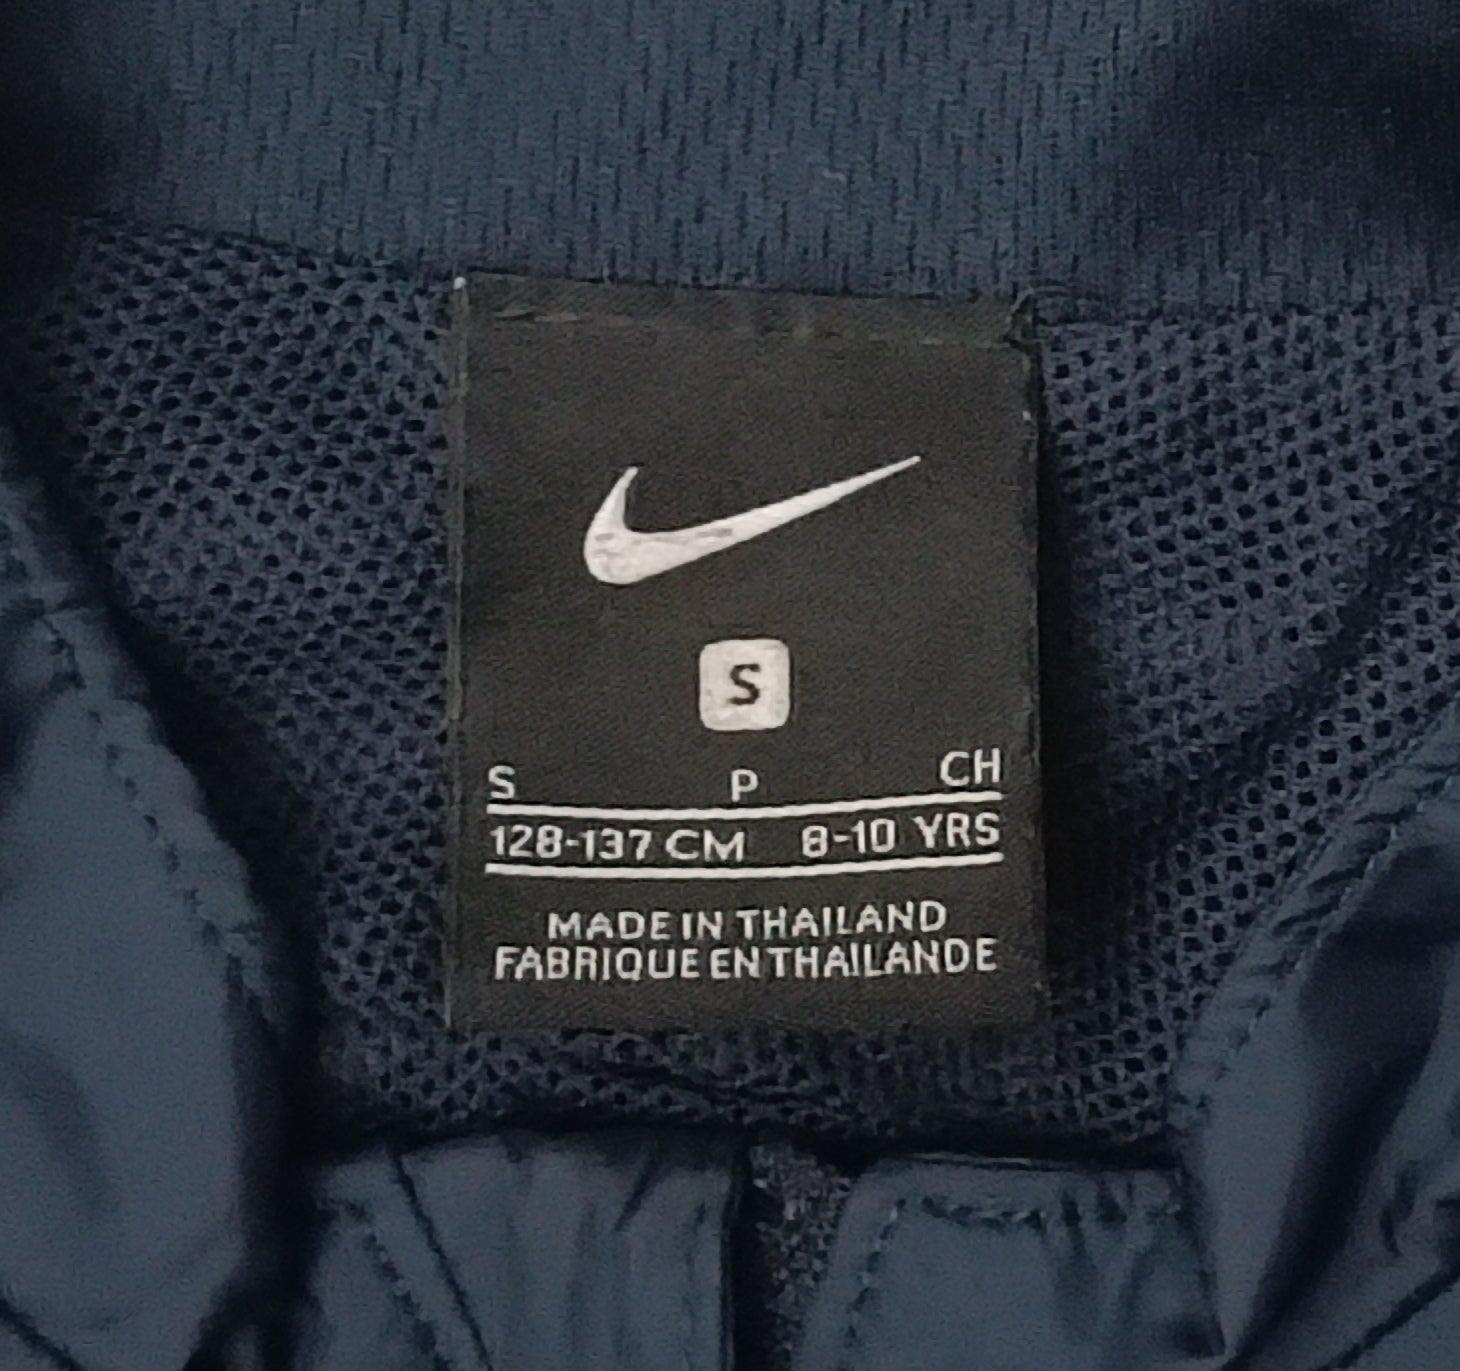 S
S P CH
128-137 CM 8-10 YRS
MADE IN THAILAND
FABRIQUE EN THAILANDE